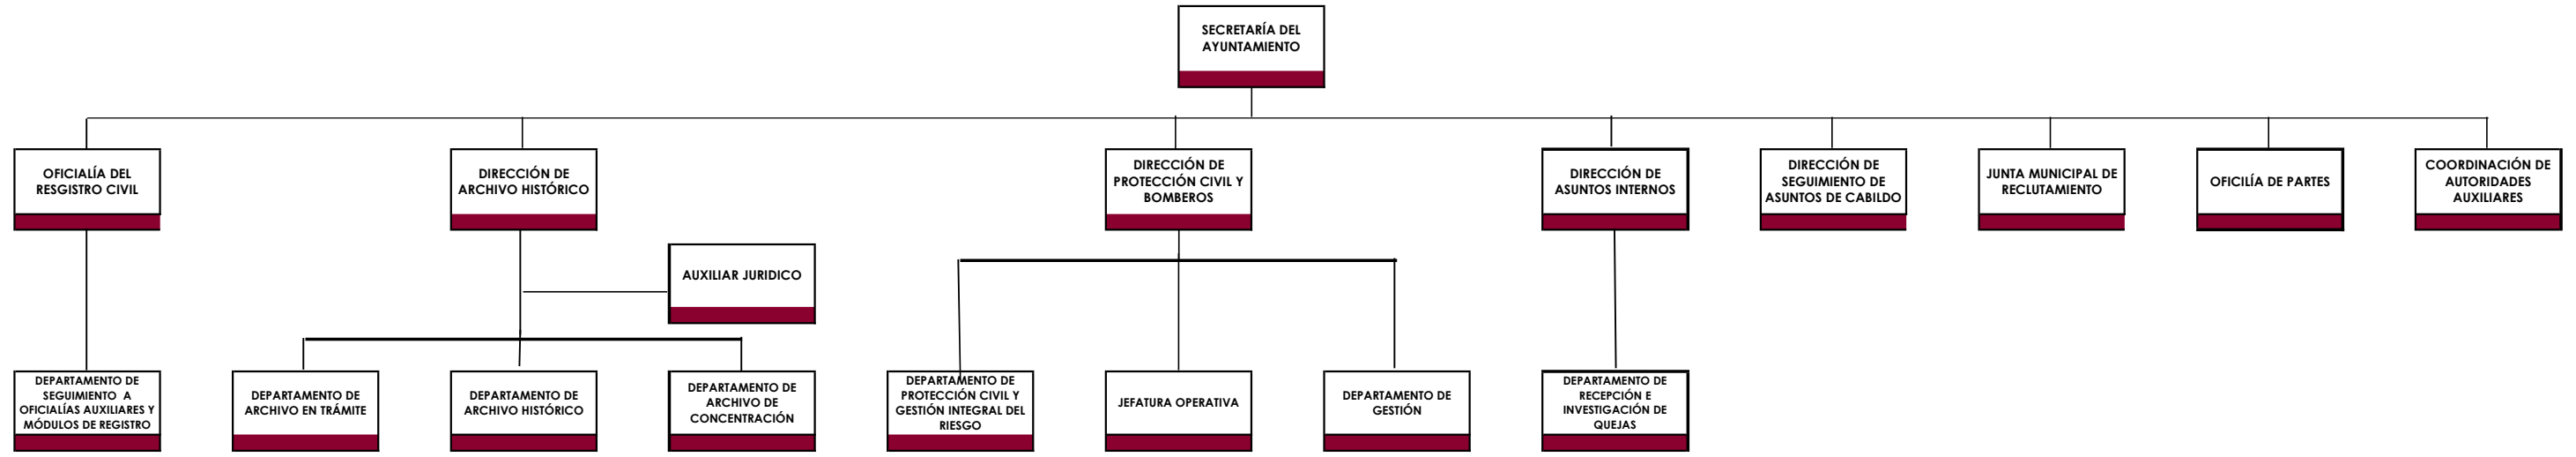 SECRETARÍA DEL
AYUNTAMIENTO
OFICIALÍA DEL
RESGISTRO CIVIL
DIRECCIÓN DE
ARCHIVO HISTÓRICO
DIRECCIÓN DE
PROTECCIÓN CIVIL Y
BOMBEROS
DIRECCIÓN DE
ASUNTOS INTERNOS
DIRECCIÓN DE
SEGUIMIENTO DE
ASUNTOS DE CABILDO
JUNTA MUNICIPAL DE
RECLUTAMIENTO
OFICILÍA DE PARTES
COORDINACIÓN DE
AUTORIDADES
AUXILIARES
AUXILIAR JURIDICO
DEPARTAMENTO DE
SEGUIMIENTO A
OFICIALÍAS AUXILIARES Y
MÓDULOS DE REGISTRO
DEPARTAMENTO DE
ARCHIVO EN TRÁMITE
DEPARTAMENTO DE
ARCHIVO HISTÓRICO
DEPARTAMENTO DE
ARCHIVO DE
CONCENTRACIÓN
DEPARTAMENTO DE
PROTECCIÓN CIVIL Y
GESTIÓN INTEGRAL DEL
RIESGO
JEFATURA OPERATIVA
DEPARTAMENTO DE
GESTIÓN
DEPARTAMENTO DE
RECEPCIÓN E
INVESTIGACIÓN DE
QUEJAS